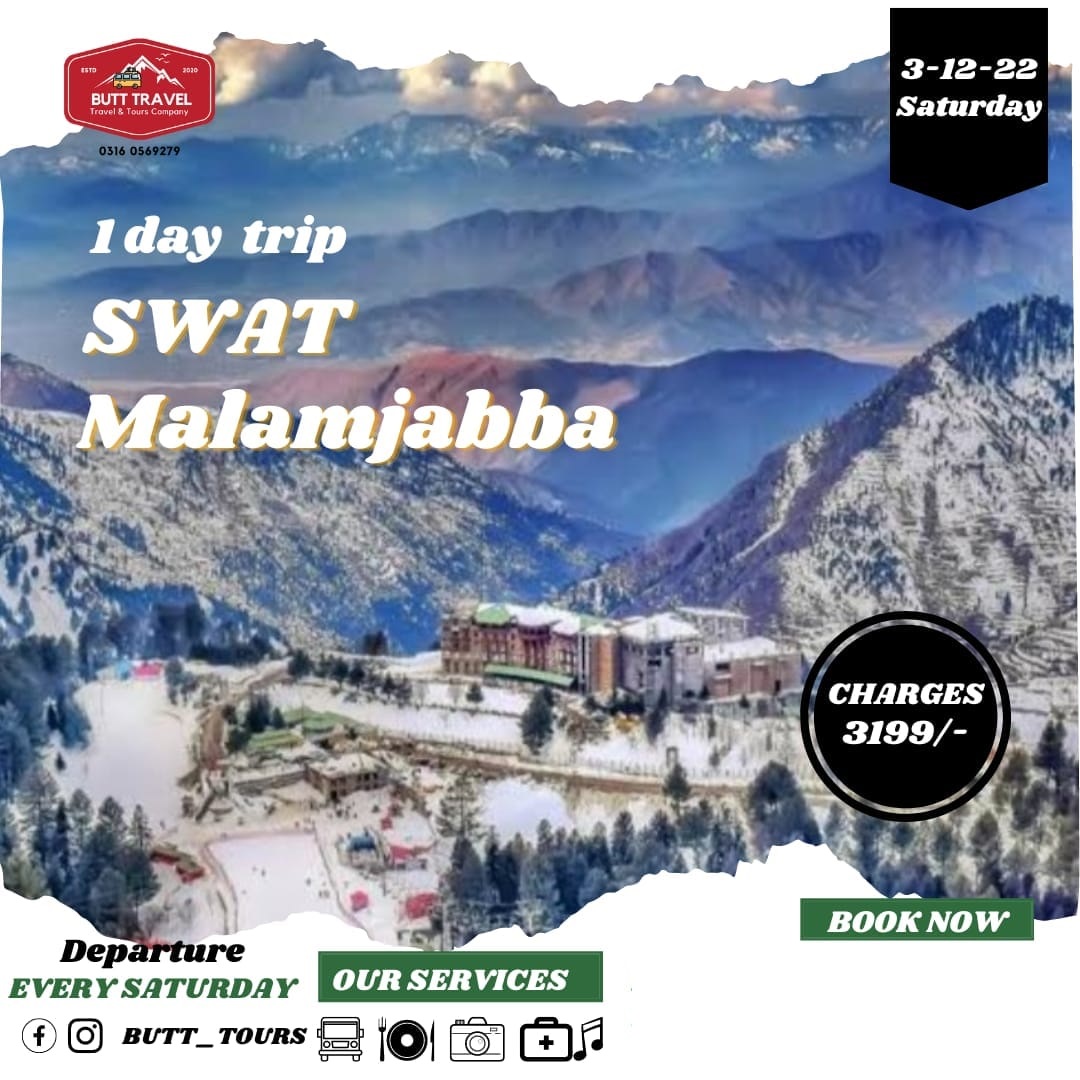 ESTD 2020
BUTT TRAVEL
Travel & Tours Company
0316 0569279
3-12-22
Saturday
1 day trip
SWAT
Malamjabba
CHARGES
3199/-
BOOK NOW
Departure
EVERY SATURDAY
OUR SERVICES
BUTT_TOURS